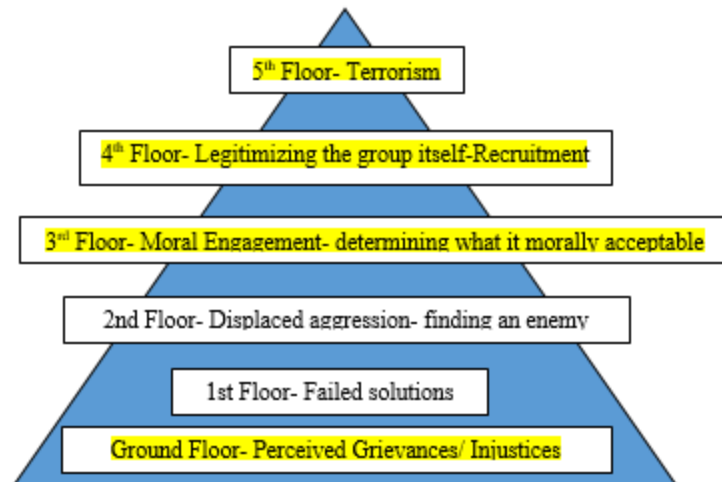 5th Floor- Terrorism
4th Floor- Legitimizing the group itself-Recruitment
3rd Floor- Moral Engagement- determining what it morally acceptable
2nd Floor- Displaced aggression- finding an enemy
1st Floor- Failed solutions
Ground Floor- Perceived Grievances/ Injustices